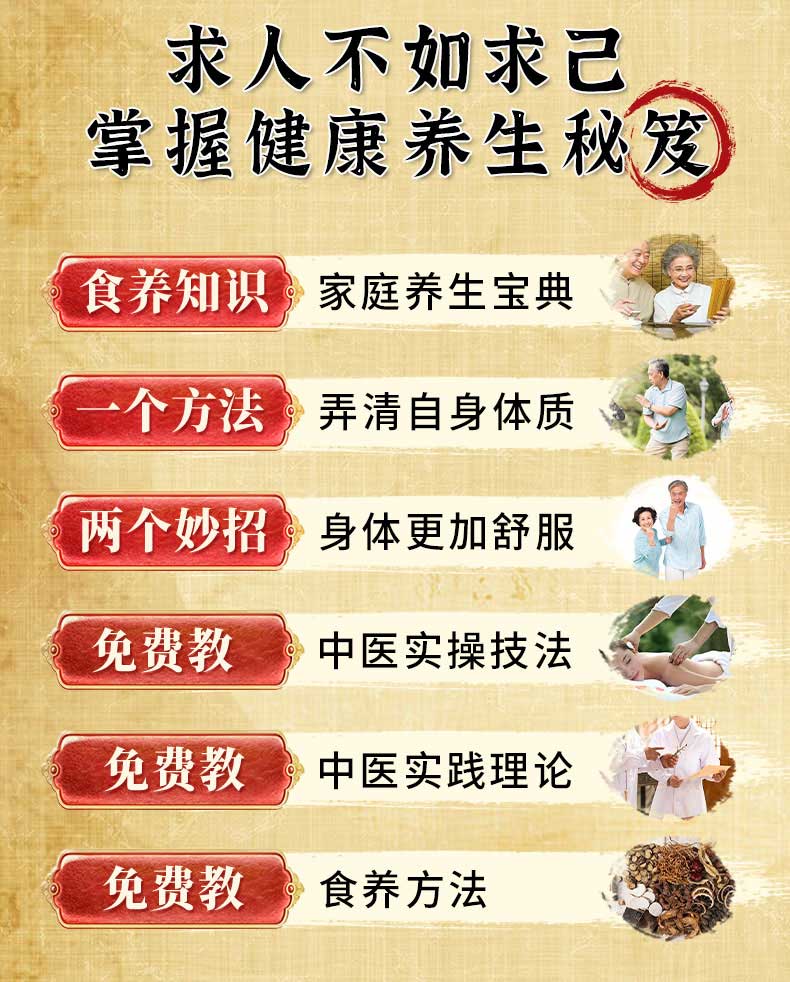 求人不如求己
掌握健康养生秘笈
食养知识 家庭养生宝典
一个方法 弄清自身体质
两个妙招 身体更加舒服
免费教 中医实操技法
免费教 中医实践理论
免费教 食养方法